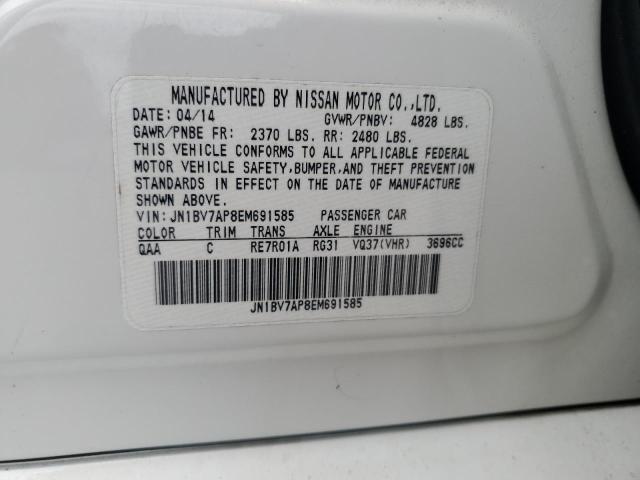 MANUFACTURED BY NISSAN MOTOR CO.,LTD.
DATE: 04/14 GVWR/PNBV: 4828 LBS.
GAWR/PNBE FR: 2370 LBS. RR: 2480 LBS.
THIS VEHICLE CONFORMS TO ALL APPLICABLE FEDERAL
MOTOR VEHICLE SAFETY, BUMPER, AND THEFT PREVENTION
STANDARDS IN EFFECT ON THE DATE OF MANUFACTURE
SHOWN ABOVE.
VIN: JN1BV7AP8EM691585 PASSENGER CAR
COLOR TRIM TRANS AXLE ENGINE
QAA C RE7R01A RG31 VQ37(VHR) 3696CC
JN1BV7AP8EM691585